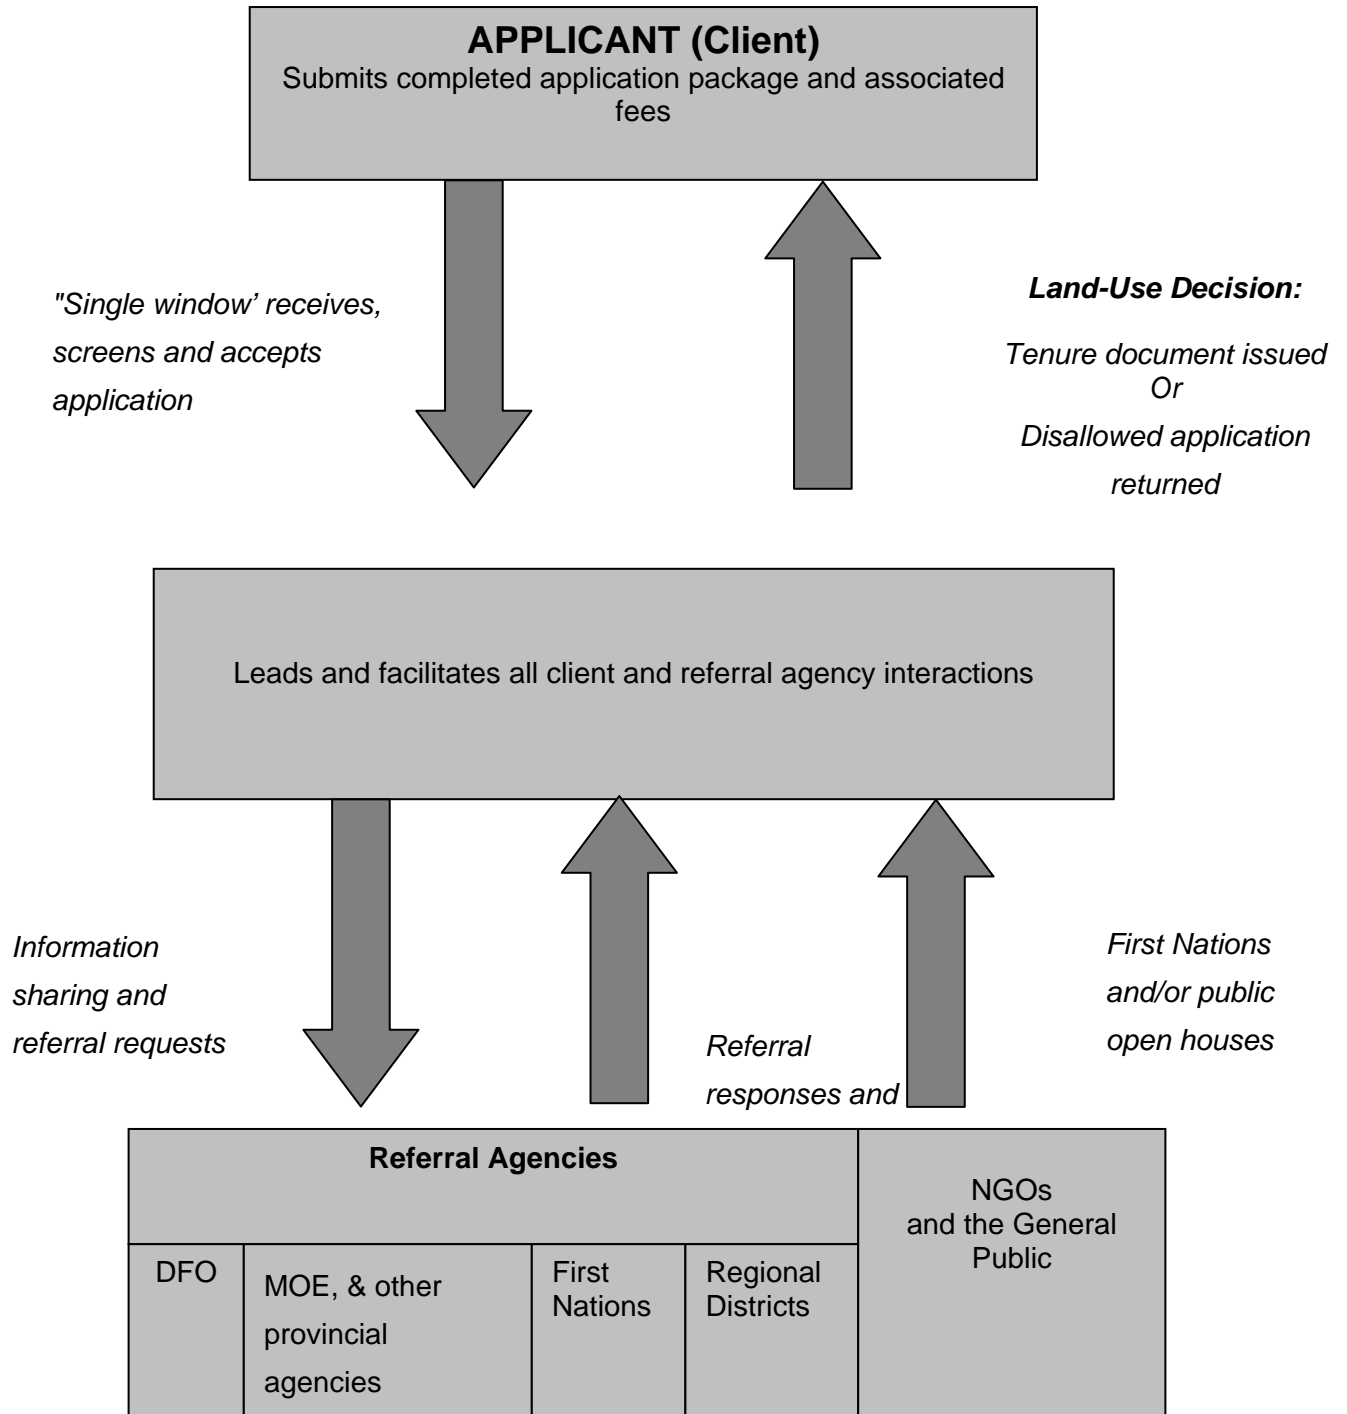 APPLICANT (Client)
Submits completed application package and associated
fees
"Single window’ receives,
screens and accepts
application
Land-Use Decision:
Tenure document issued
Or
Disallowed application
returned
Leads and facilitates all client and referral agency interactions
Information
sharing and
referral requests
Referral
responses and
First Nations
and/or public
open houses
Referral Agencies
DFO
MOE, & other
provincial
agencies
First
Nations
Regional
Districts
NGOs
and the General
Public